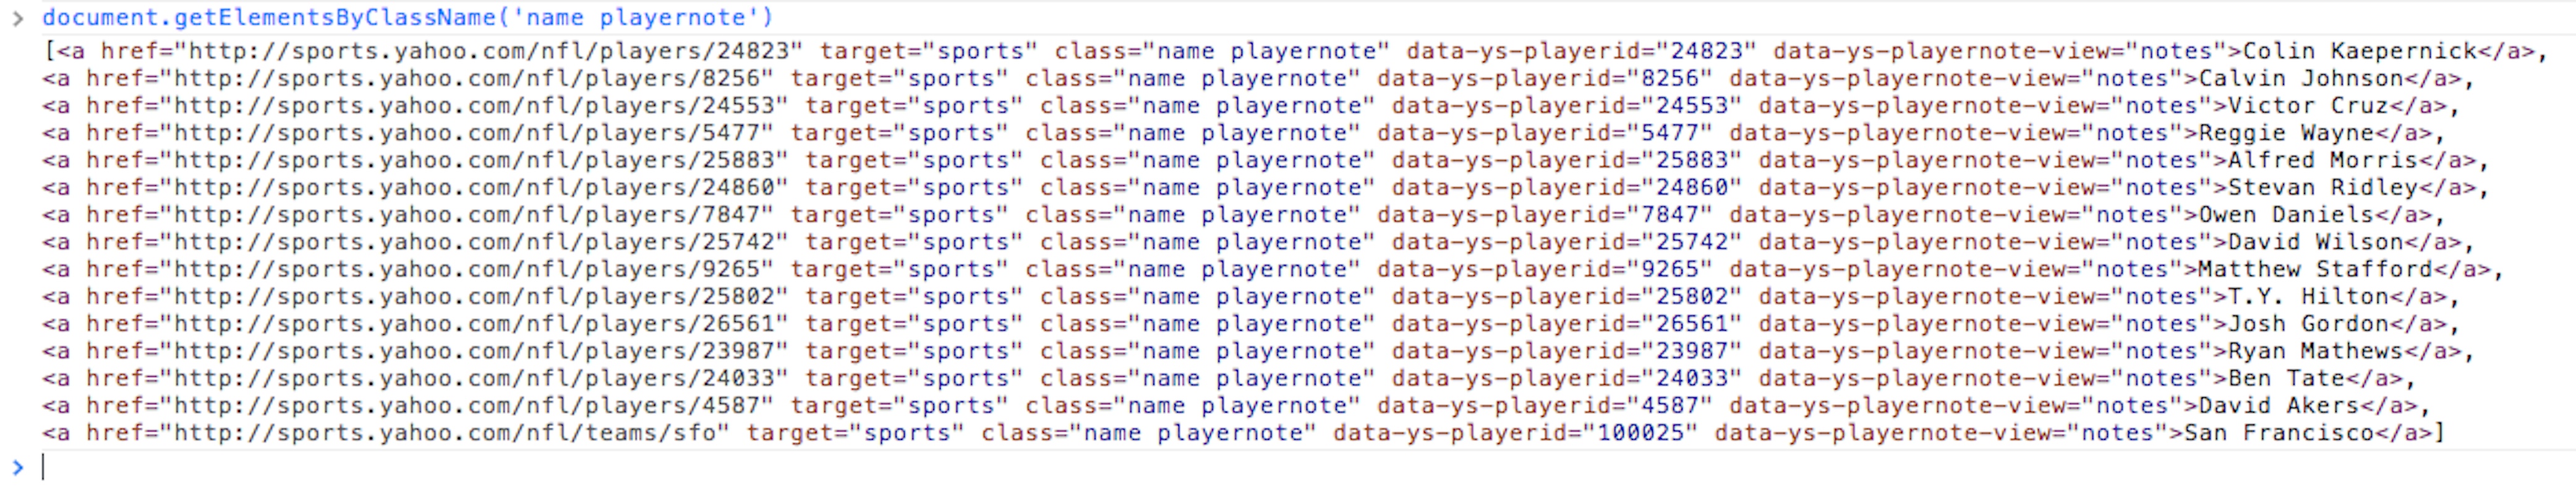 > document.getElementsByClassName('name playernote')
[<a href="http://sports.yahoo.com/nfl/players/24823" target="sports" class="name playernote" data-ys-playerid="24823" data-ys-playernote-view="notes">Colin Kaepernick</a>,
<a href="http://sports.yahoo.com/nfl/players/8256" target="sports" class="name playernote" data-ys-playerid="8256" data-ys-playernote-view="notes">Calvin Johnson</a>,
<a href="http://sports.yahoo.com/nfl/players/24553" target="sports" class="name playernote" data-ys-playerid="24553" data-ys-playernote-view="notes">Victor Cruz</a>,
<a href="http://sports.yahoo.com/nfl/players/5477" target="sports" class="name playernote" data-ys-playerid="5477" data-ys-playernote-view="notes">Reggie Wayne</a>,
<a href="http://sports.yahoo.com/nfl/players/25883" target="sports" class="name playernote" data-ys-playerid="25883" data-ys-playernote-view="notes">Alfred Morris</a>,
<a href="http://sports.yahoo.com/nfl/players/24860" target="sports" class="name playernote" data-ys-playerid="24860" data-ys-playernote-view="notes">Stevan Ridley</a>,
<a href="http://sports.yahoo.com/nfl/players/7847" target="sports" class="name playernote" data-ys-playerid="7847" data-ys-playernote-view="notes">Owen Daniels</a>,
<a href="http://sports.yahoo.com/nfl/players/25742" target="sports" class="name playernote" data-ys-playerid="25742" data-ys-playernote-view="notes">David Wilson</a>,
<a href="http://sports.yahoo.com/nfl/players/9265" target="sports" class="name playernote" data-ys-playerid="9265" data-ys-playernote-view="notes">Matthew Stafford</a>,
<a href="http://sports.yahoo.com/nfl/players/25802" target="sports" class="name playernote" data-ys-playerid="25802" data-ys-playernote-view="notes">T.Y. Hilton</a>,
<a href="http://sports.yahoo.com/nfl/players/26561" target="sports" class="name playernote" data-ys-playerid="26561" data-ys-playernote-view="notes">Josh Gordon</a>,
<a href="http://sports.yahoo.com/nfl/players/23987" target="sports" class="name playernote" data-ys-playerid="23987" data-ys-playernote-view="notes">Ryan Mathews</a>,
<a href="http://sports.yahoo.com/nfl/players/24033" target="sports" class="name playernote" data-ys-playerid="24033" data-ys-playernote-view="notes">Ben Tate</a>,
<a href="http://sports.yahoo.com/nfl/players/4587" target="sports" class="name playernote" data-ys-playerid="4587" data-ys-playernote-view="notes">David Akers</a>,
<a href="http://sports.yahoo.com/nfl/teams/sfo" target="sports" class="name playernote" data-ys-playerid="100025" data-ys-playernote-view="notes">San Francisco</a>]
>